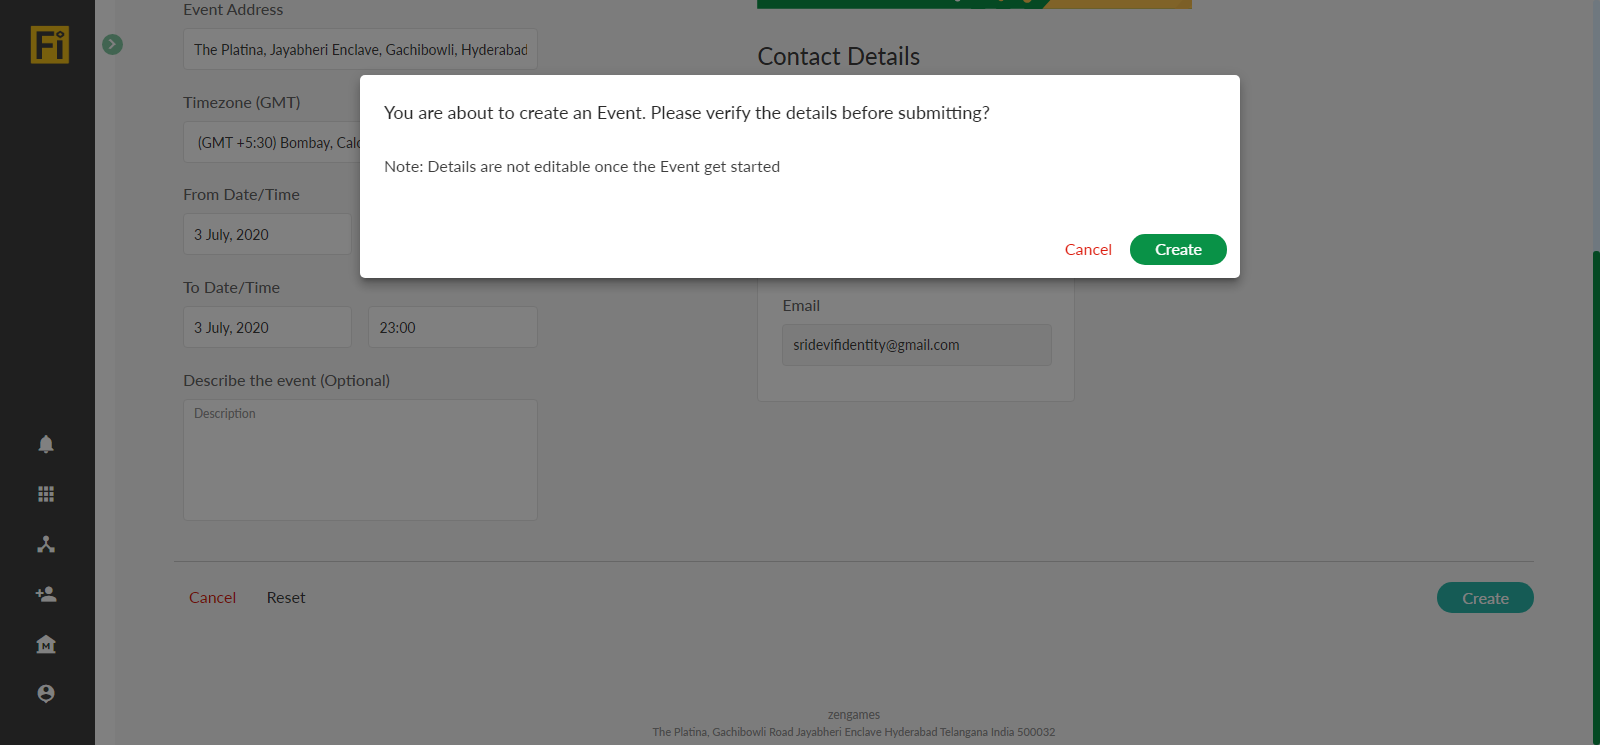 Fi
Event Address
The Platina, Jayabheri Enclave, Gachibowli, Hyderabad
Timezone (GMT)
(GMT +5:30) Bombay, Calc
From Date/Time
3 July, 2020
To Date/Time
3 July, 2020
23:00
Describe the event (Optional)
Description
Contact Details
You are about to create an Event. Please verify the details before submitting?
Note: Details are not editable once the Event get started
Cancel
Create
Email
sridevifidentity@gmail.com
M
Cancel
Reset
Create
zengames
The Platina, Gachibowli Road Jayabheri Enclave Hyderabad Telangana India 500032